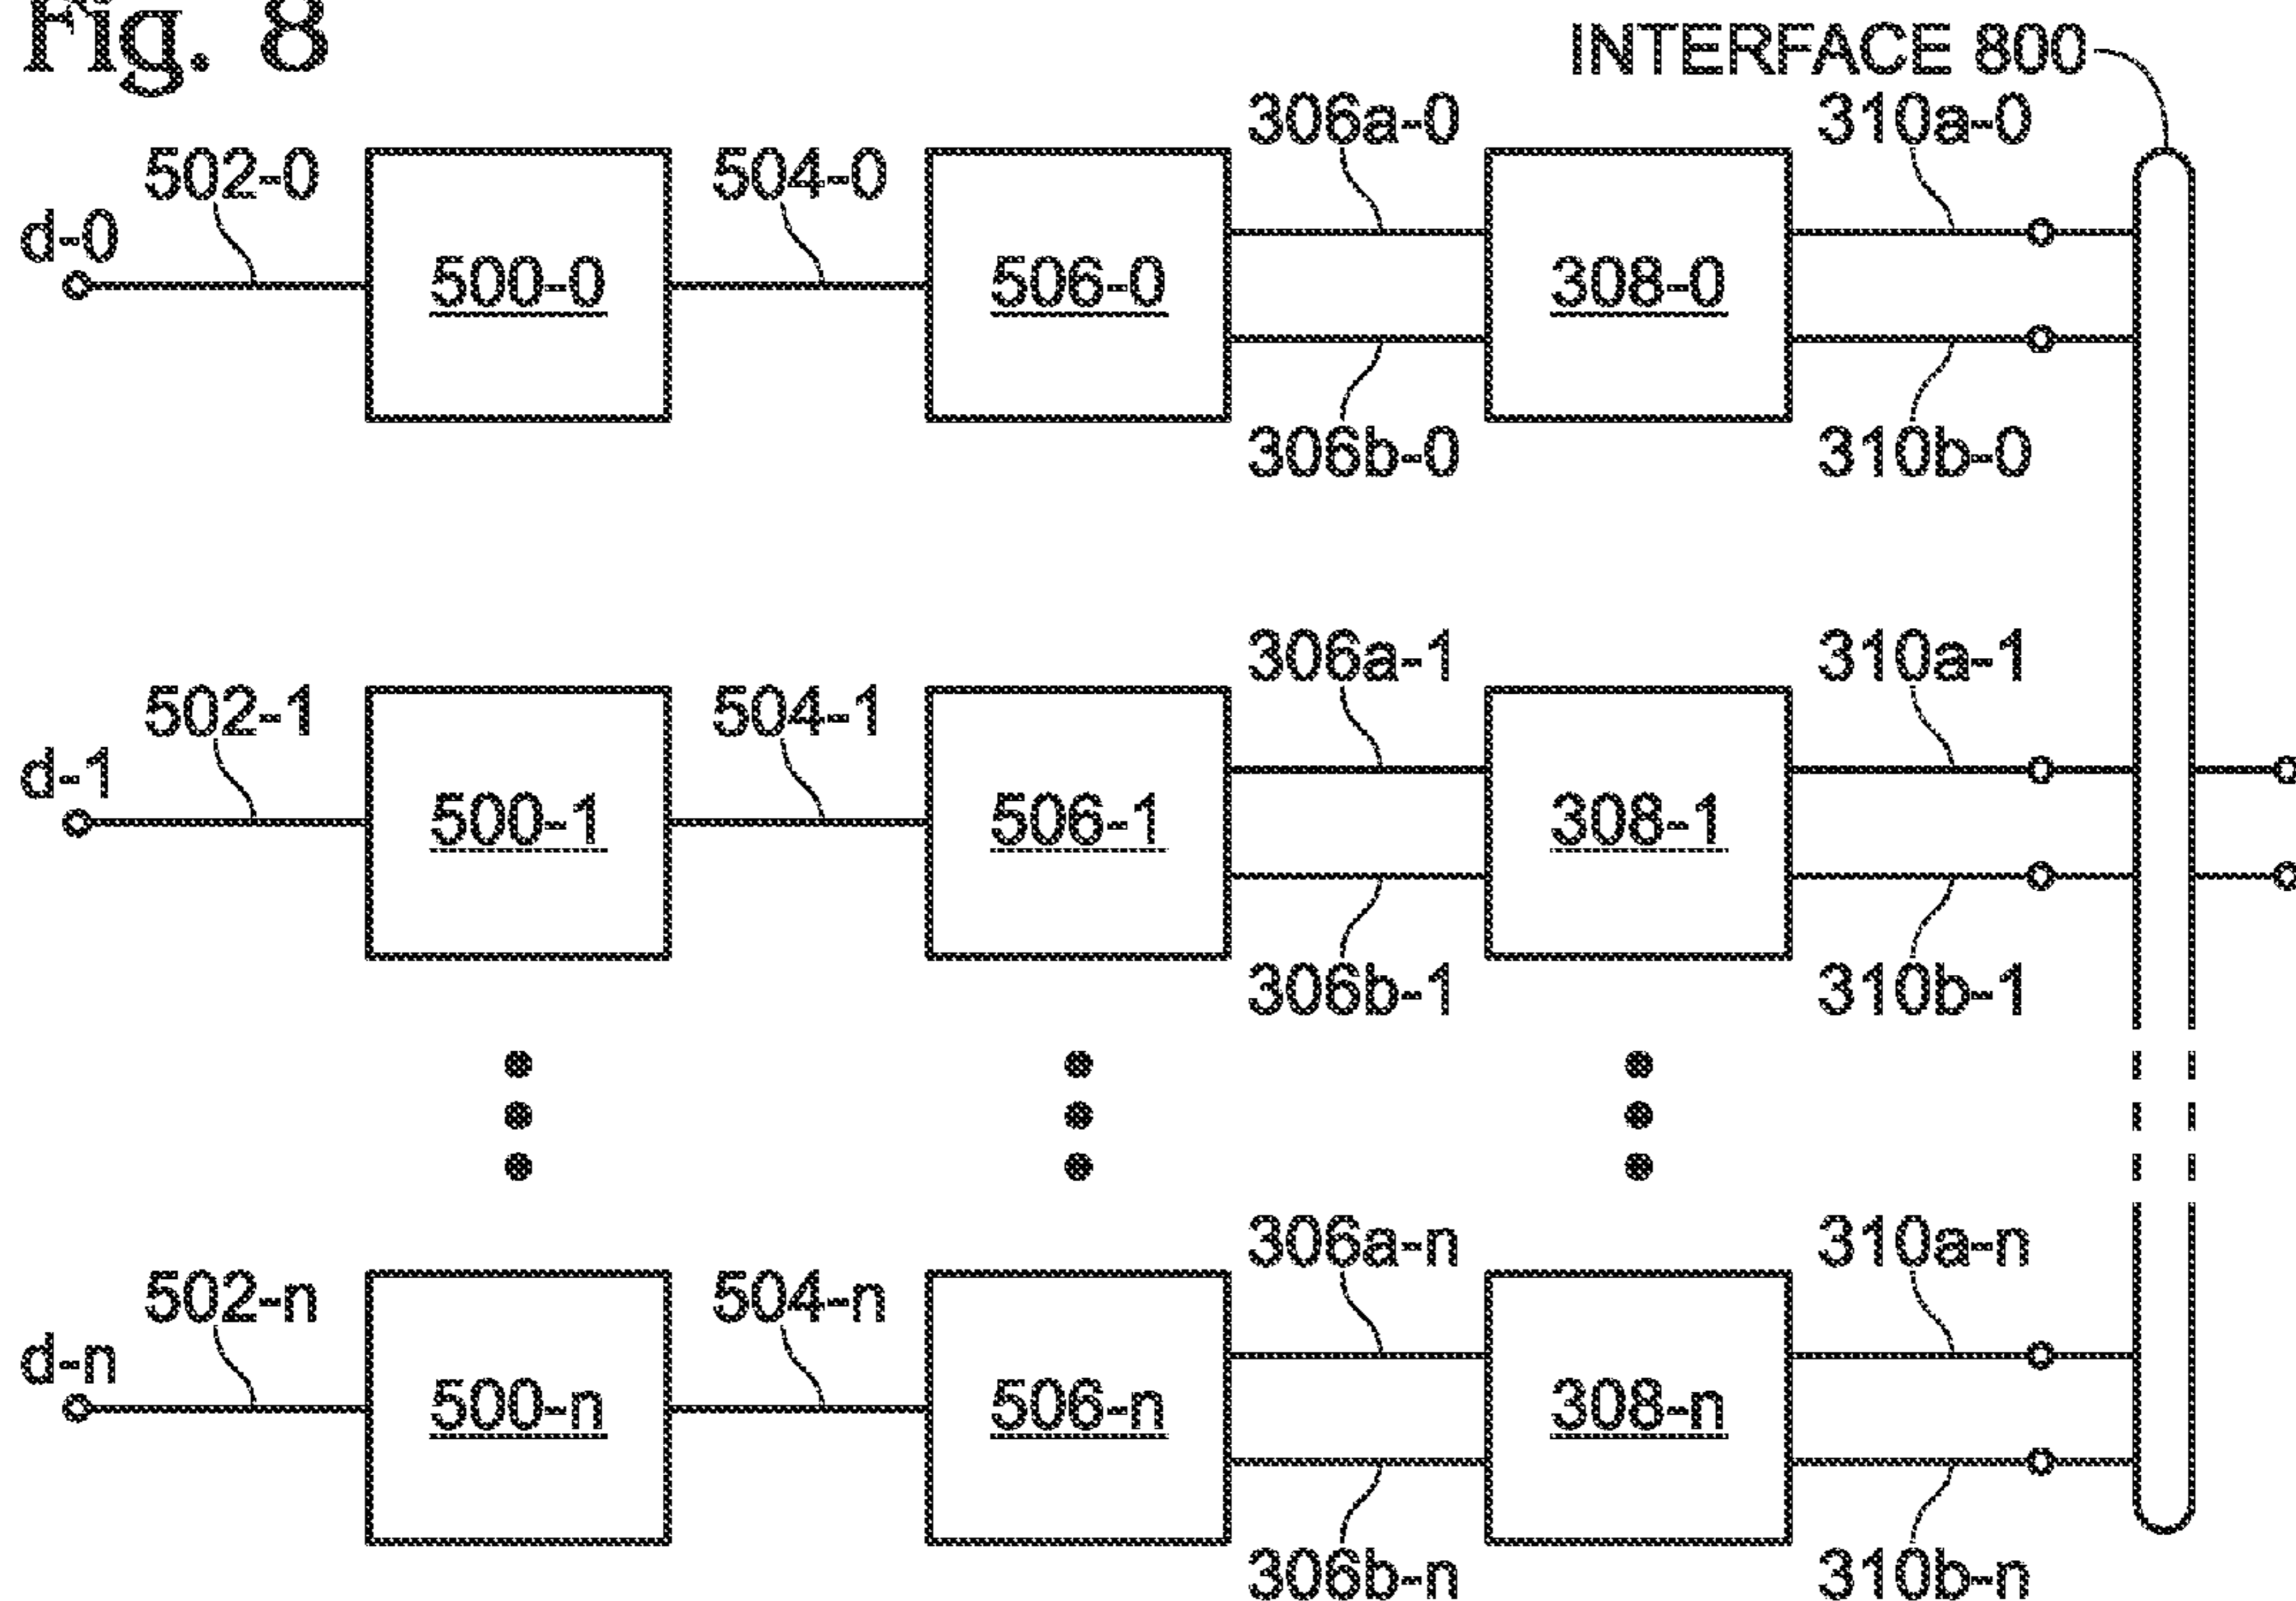 Fig. 8
INTERFACE 800
306a-0
310a-0
502-0
504-0
d-0
500-0
506-0
308-0
306b-0
310b-0
306a-1
310a-1
502-1
504-1
d-1
500-1
506-1
308-1
306b-1
310b-1
306a-n
310a-n
502-n
504-n
d-n
500-n
506-n
308-n
306b-n
310b-n